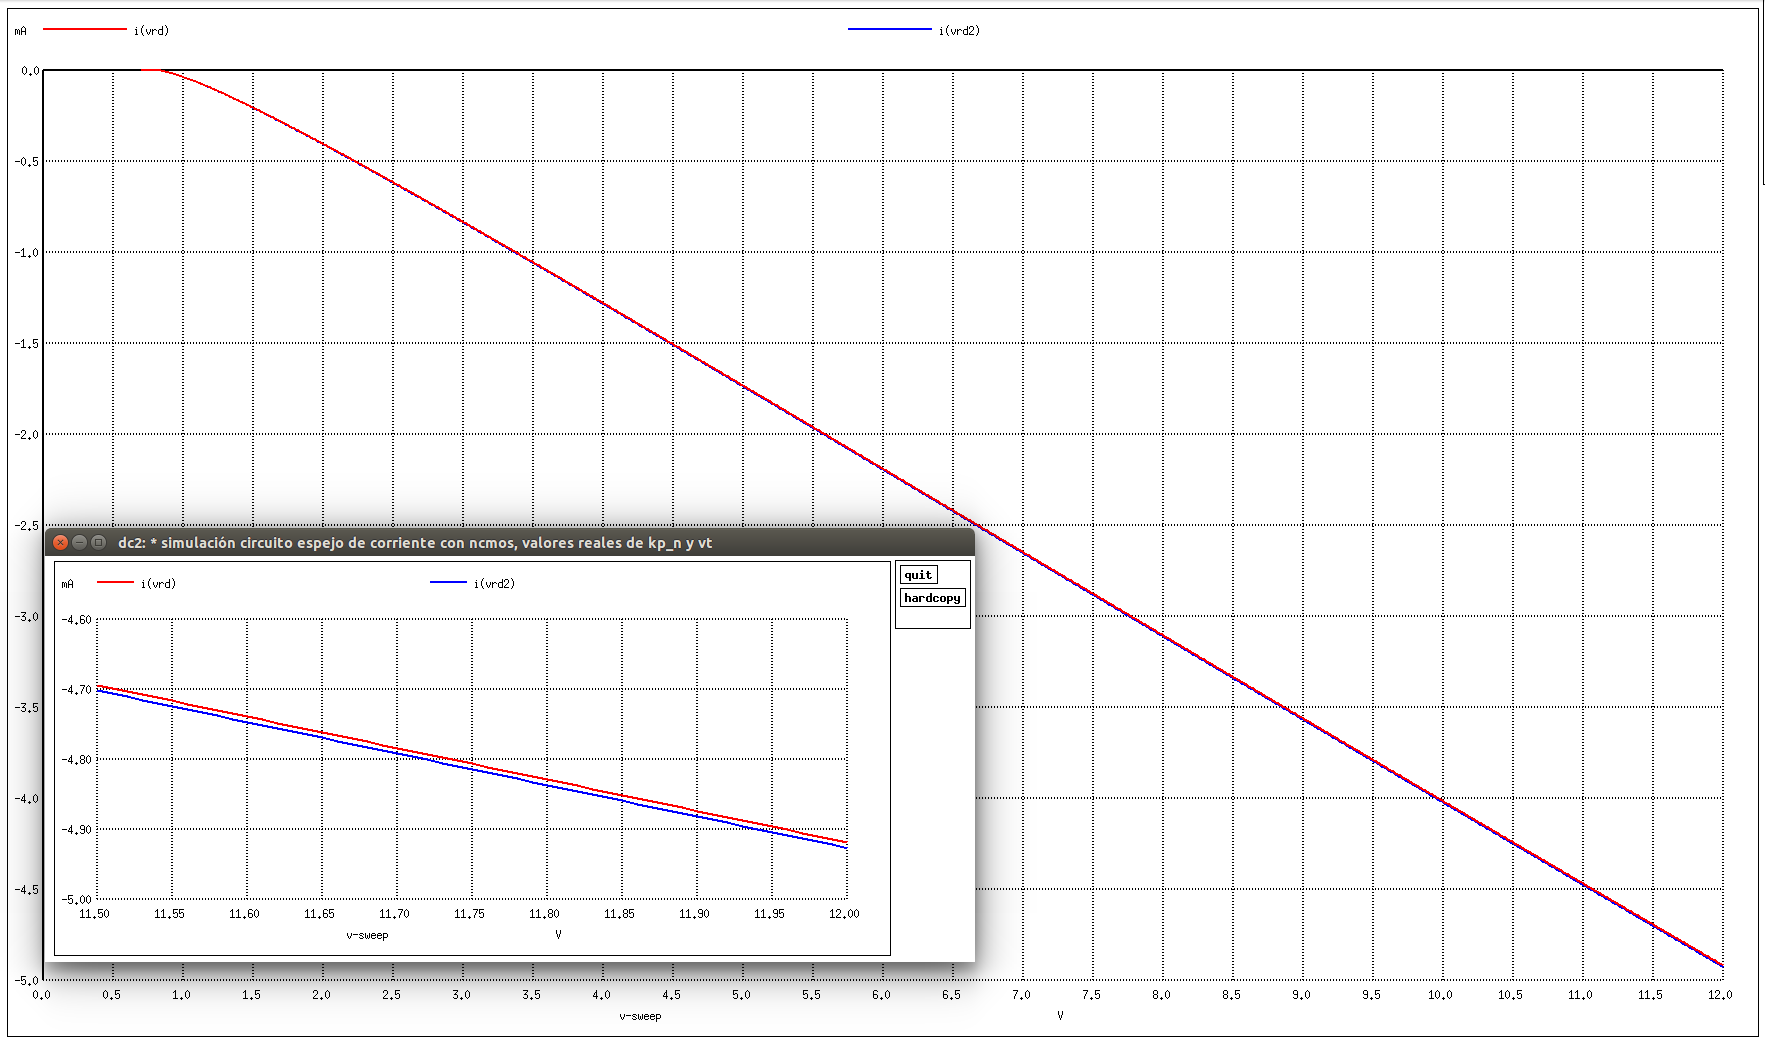 mA i(vrd) i(vrd2)
0.0
-0.5
-1.0
-1.5
-2.0
-2.5
-3.0
-3.5
-4.0
-4.5
-5.0
0.0 0.5 1.0 1.5 2.0 2.5 3.0 3.5 4.0 4.5 5.0 5.5 6.0 6.5 7.0 7.5 8.0 8.5 9.0 9.5 10.0 10.5 11.0 11.5 12.0
v-sweep V
dc2: * simulación circuito espejo de corriente con ncmos, valores reales de kp_n y vt
mA i(vrd) i(vrd2)
quit
hardcopy
-4.60
-4.70
-4.80
-4.90
-5.00
11.50 11.55 11.60 11.65 11.70 11.75 11.80 11.85 11.90 11.95 12.00
v-sweep V